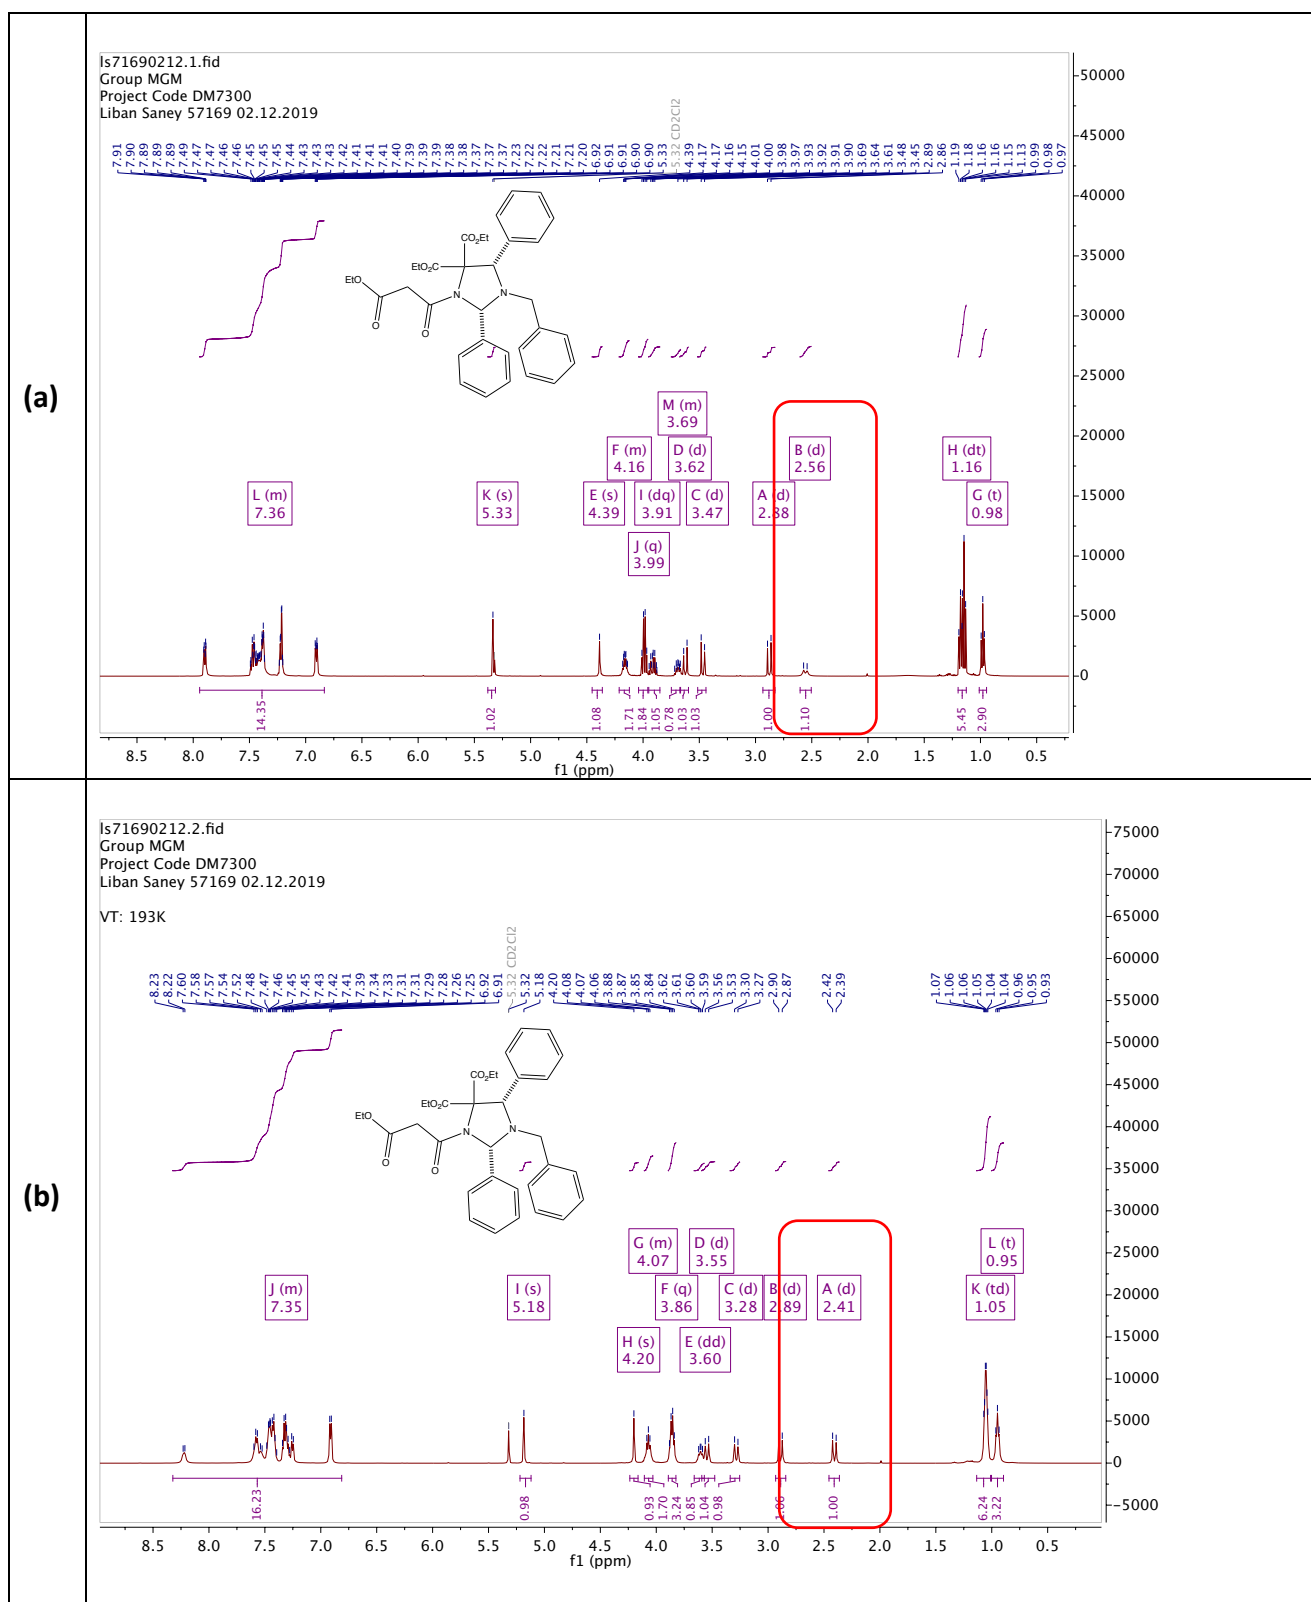 (a)
ls71690212.1.fid
Group MGM
Project Code DM7300
Liban Saney 57169 02.12.2019
7.91 7.90 7.89 7.89 7.89 7.49 7.47 7.47 7.46 7.46 7.45 7.45 7.45 7.44 7.43 7.43 7.43 7.42 7.41 7.41 7.41 7.40 7.39 7.39 7.39 7.38 7.38 7.37 7.37 7.37 7.23 7.22 7.22 7.21 7.21 7.20 6.92 6.91 6.91 6.90 6.90 5.33 5.32 CD2Cl2 4.39 4.17 4.17 4.16 4.15 4.01 4.00 3.98 3.97 3.93 3.92 3.91 3.90 3.69 3.64 3.61 3.48 3.45 2.89 2.86 1.19 1.18 1.16 1.16 1.15 1.13 1.13 0.99 0.98 0.97
CO2Et
EtO2C
EtO
N
N
O
O
M (m)
3.69
F (m)
4.16
D (d)
3.62
B (d)
2.56
H (dt)
1.16
L (m)
7.36
K (s)
5.33
E (s)
4.39
I (dq)
3.91
C (d)
3.47
A (d)
2.88
G (t)
0.98
J (q)
3.99
14.35 1.02 1.08 1.71 1.84 1.05 0.78 1.03 1.03 1.00 1.10 5.45 2.90
8.5 8.0 7.5 7.0 6.5 6.0 5.5 5.0 4.5 4.0 3.5 3.0 2.5 2.0 1.5 1.0 0.5
f1 (ppm)
50000
45000
40000
35000
30000
25000
20000
15000
10000
5000
0
(b)
ls71690212.2.fid
Group MGM
Project Code DM7300
Liban Saney 57169 02.12.2019
VT: 193K
8.23 8.22 7.60 7.58 7.57 7.54 7.52 7.48 7.47 7.46 7.45 7.45 7.43 7.42 7.41 7.39 7.34 7.33 7.31 7.31 7.29 7.28 7.26 7.25 6.92 6.91 5.32 CD2Cl2 5.32 5.18 4.20 4.08 4.07 4.06 3.88 3.87 3.85 3.84 3.62 3.61 3.60 3.59 3.56 3.53 3.30 3.27 2.90 2.87 2.42 2.39 1.07 1.06 1.06 1.05 1.04 1.04 0.96 0.95 0.93
CO2Et
EtO2C
EtO
N
N
O
O
G (m)
4.07
D (d)
3.55
L (t)
0.95
J (m)
7.35
I (s)
5.18
F (q)
3.86
C (d)
3.28
B (d)
2.89
A (d)
2.41
K (td)
1.05
H (s)
4.20
E (dd)
3.60
16.23 0.98 0.93 1.70 3.24 0.85 1.04 0.98 1.00 6.24 3.22
8.5 8.0 7.5 7.0 6.5 6.0 5.5 5.0 4.5 4.0 3.5 3.0 2.5 2.0 1.5 1.0 0.5
f1 (ppm)
75000
70000
65000
60000
55000
50000
45000
40000
35000
30000
25000
20000
15000
10000
5000
0
-5000